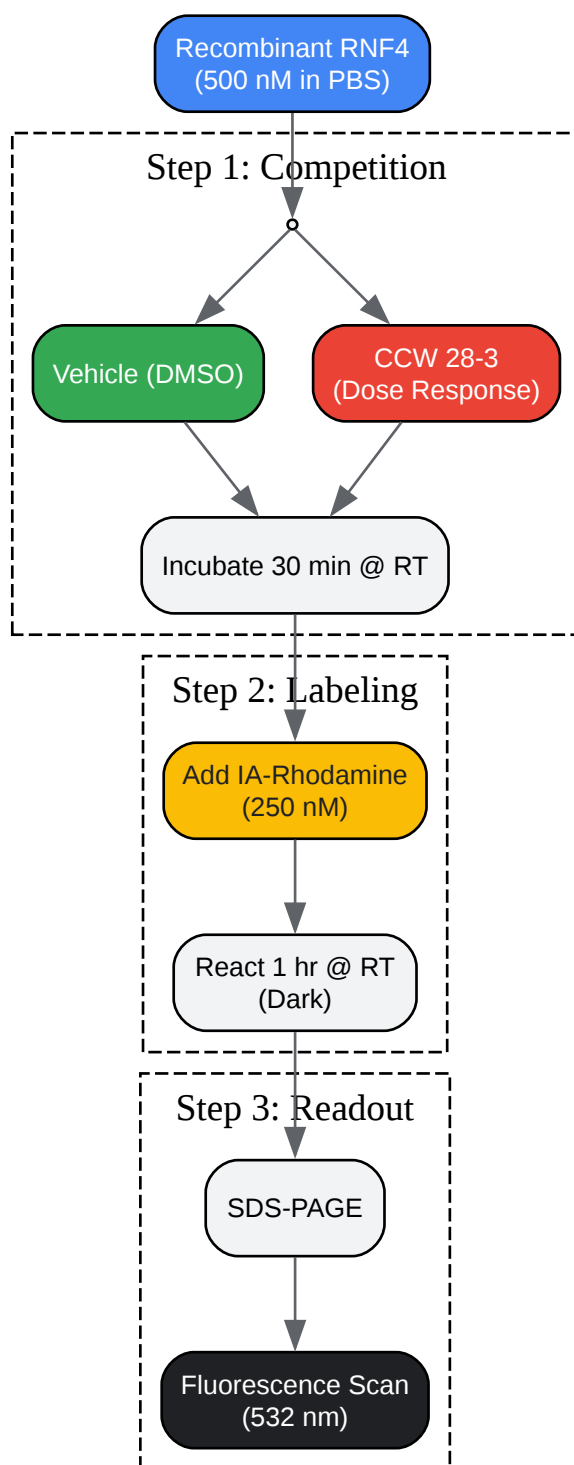 Recombinant RNF4
(500 nM in PBS)
Step 1: Competition
Vehicle (DMSO)
CCW 28-3
(Dose Response)
Incubate 30 min @ RT
Step 2: Labeling
Add IA-Rhodamine
(250 nM)
React 1 hr @ RT
(Dark)
Step 3: Readout
SDS-PAGE
Fluorescence Scan
(532 nm)